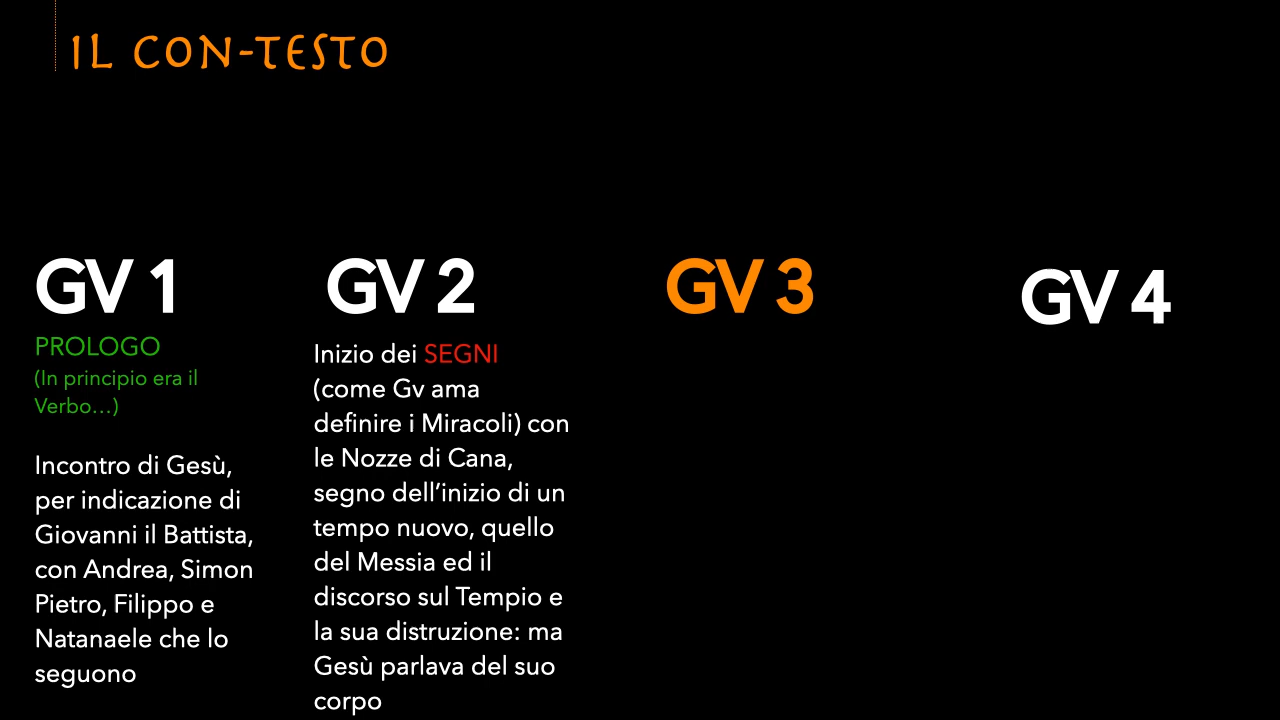 IL CON-TESTO
GV 1
PROLOGO
(In principio era il
Verbo…)
Incontro di Gesù,
per indicazione di
Giovanni il Battista,
con Andrea, Simon
Pietro, Filippo e
Natanaele che lo
seguono
GV 2
Inizio dei SEGNI
(come Gv ama
definire i Miracoli) con
le Nozze di Cana,
segno dell’inizio di un
tempo nuovo, quello
del Messia ed il
discorso sul Tempio e
la sua distruzione: ma
Gesù parlava del suo
corpo
GV 3
GV 4